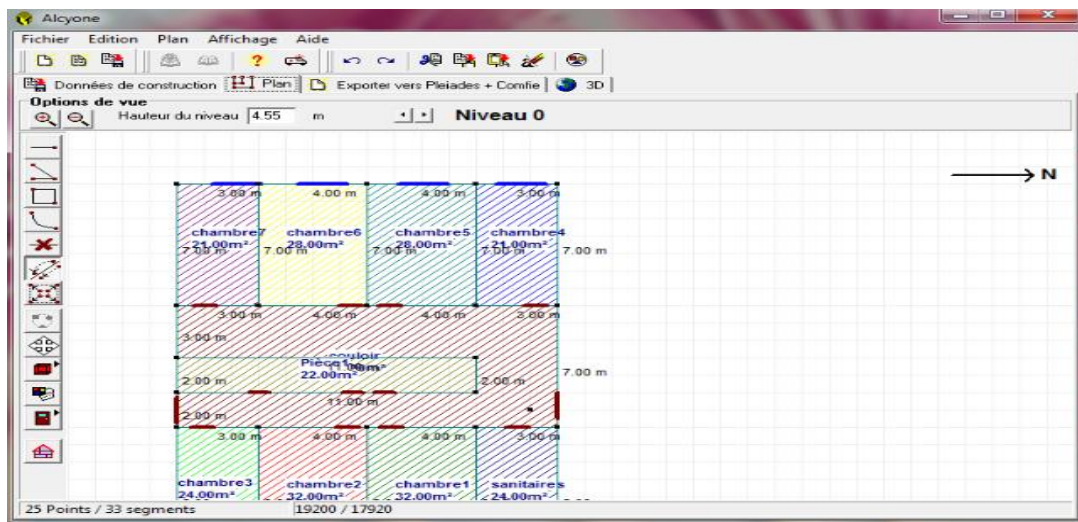 Alcyone
Fichier Edition Plan Affichage Aide
Données de construction Plan Exporter vers Pleiades + Comfie 3D
Options de vue
Hauteur du niveau 4.55 m Niveau 0
N
3.00 m 4.00 m 4.00 m 3.00 m
chambre7 chambre6 chambre5 chambre4
21.00m² 28.00m² 28.00m² 21.00m²
7.00 m 7.00 m 7.00 m 7.00 m 7.00 m
3.00 m 4.00 m 4.00 m 3.00 m
3.00 m
couloir
Pièce1
22.00m²
7.00 m
2.00 m 2.00 m
11.00 m
2.00 m
3.00 m 4.00 m 4.00 m 3.00 m
chambre3 chambre2 chambre1 sanitaires
24.00m² 32.00m² 32.00m² 24.00m²
25 Points / 33 segments 19200 / 17920